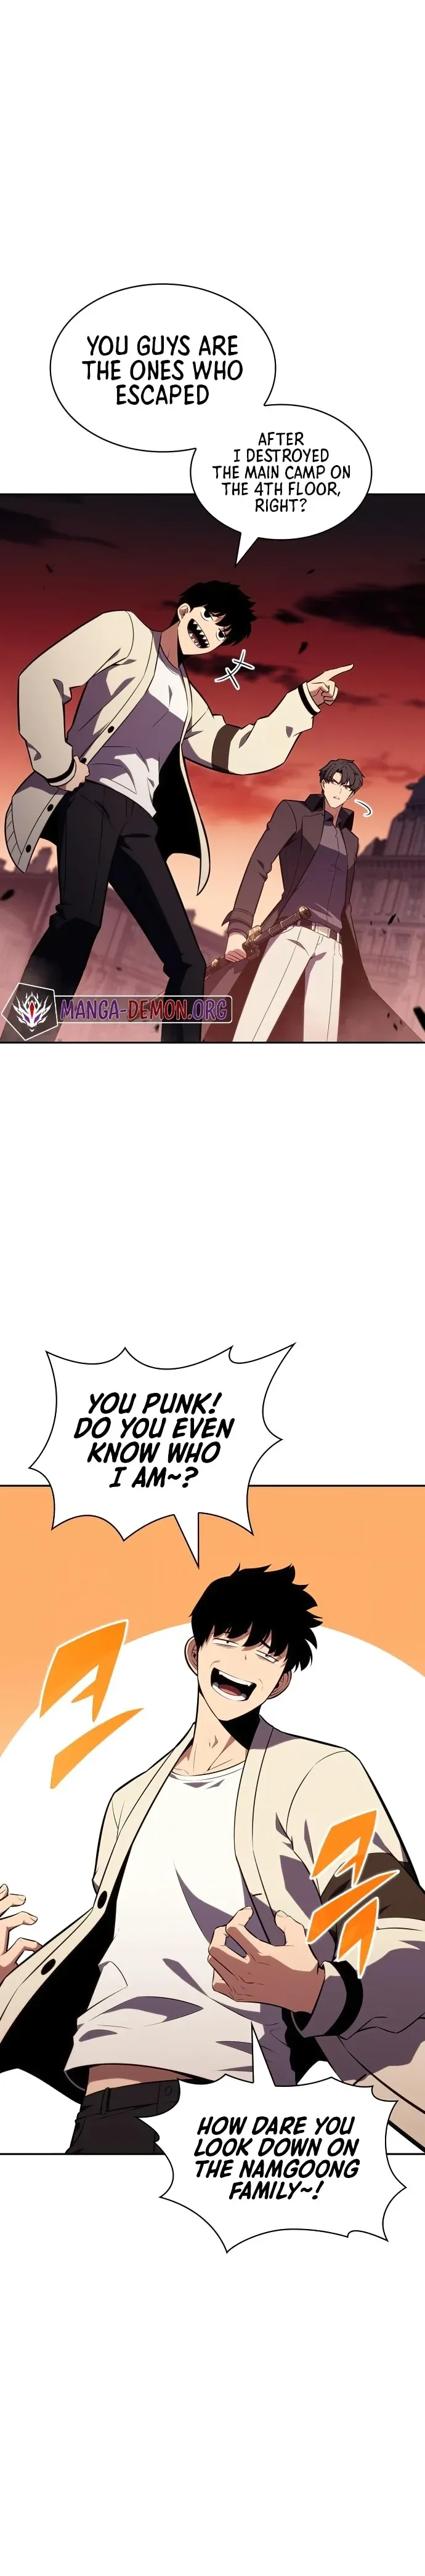 YOU GUYS ARE
THE ONES WHO
ESCAPED
AFTER
I DESTROYED
THE MAIN CAMP ON
THE 4TH FLOOR,
RIGHT?
MANGA-DEMON.ORG
YOU PUNK!
DO YOU EVEN
KNOW WHO
I AM~?
HOW DARE YOU
LOOK DOWN ON
THE NAMGOONG
FAMILY~!